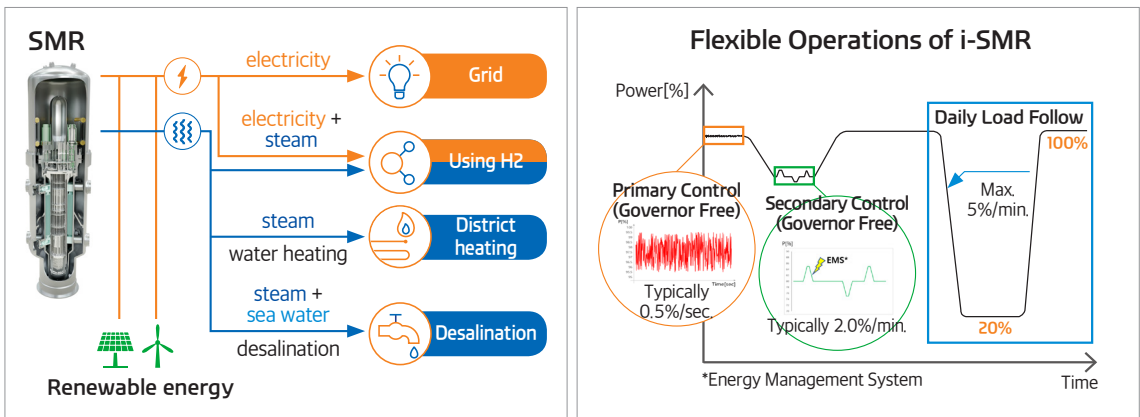 SMR
electricity
Grid
electricity +
steam
Using H2
steam
water heating
District
heating
steam +
sea water
desalination
Desalination
Renewable energy
Flexible Operations of i-SMR
Power[%]
Daily Load Follow
100%
Max.
5%/min.
20%
Primary Control
(Governor Free)
Time[sec]
Typically
0.5%/sec.
Secondary Control
(Governor Free)
P[%]
EMS*
Typically 2.0%/min.
*Energy Management System
Time